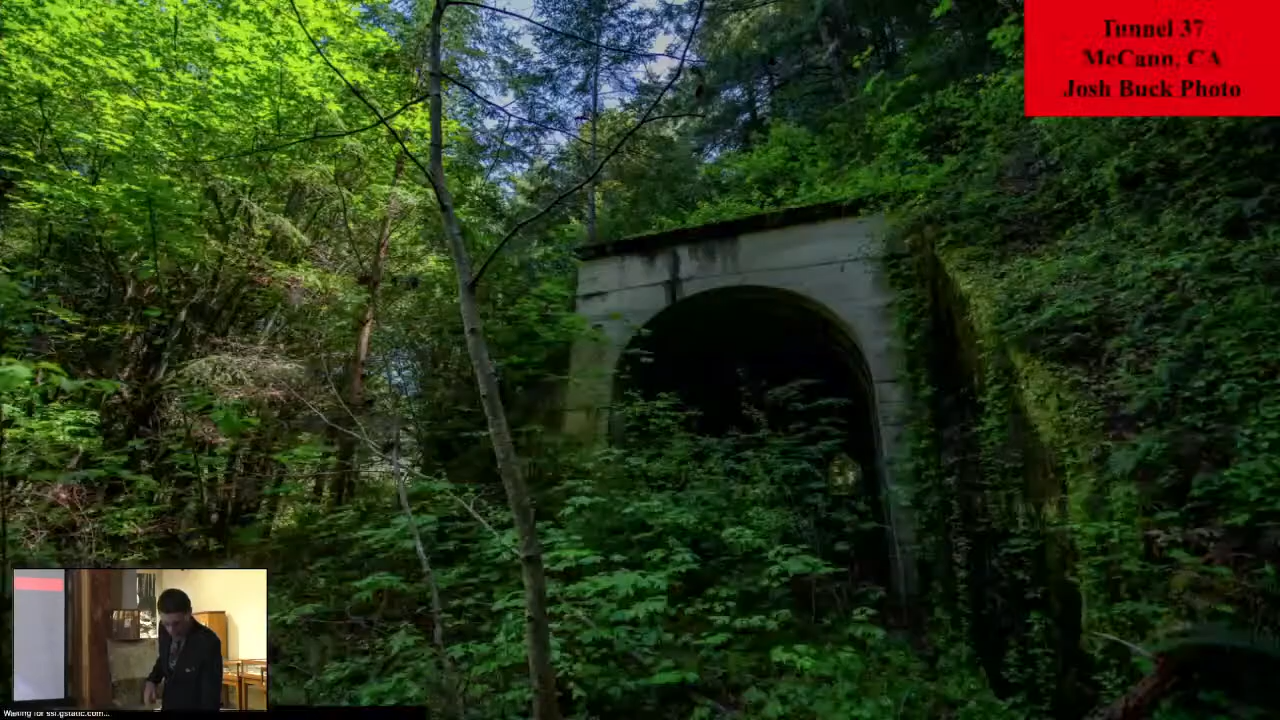 Tunnel 37
McCann, CA
Josh Buck Photo
Waiting for ssl.gstatic.com...